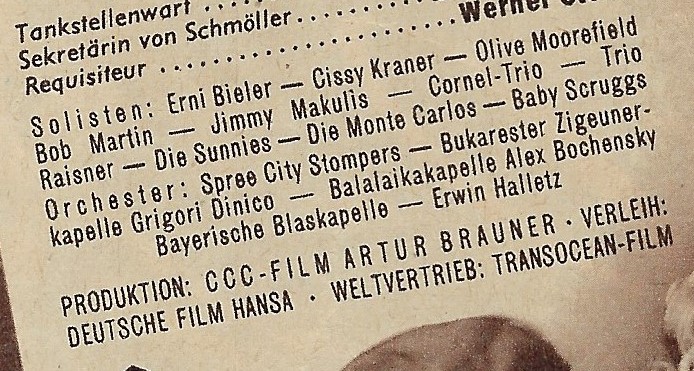 Tankstellenwart . . .
Sekretärin von Schmöller. . . . . . . . . . . .
Requisiteur . . . . . . . . . . . . . . . . . . . . . . Werner
Solisten: Erni Bieler — Cissy Kraner — Olive Moorefield
Bob Martin — Jimmy Makulis — Cornel-Trio — Trio
Raisner — Die Sunnies — Die Monte Carlos — Baby Scruggs
Orchester: Spree City Stompers — Bukarester Zigeuner-
kapelle Grigori Dinico — Balalaikakapelle Alex Bochensky
Bayerische Blaskapelle — Erwin Halletz
PRODUKTION: CCC-FILM ARTUR BRAUNER · VERLEIH:
DEUTSCHE FILM HANSA · WELTVERTRIEB: TRANSOCEAN-FILM